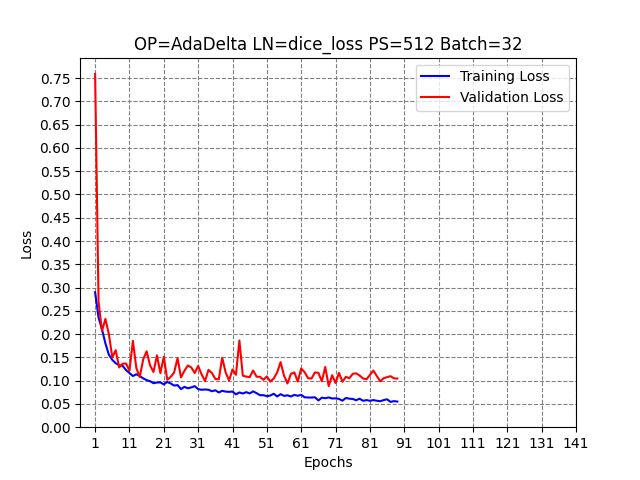 OP=AdaDelta LN=dice_loss PS=512 Batch=32
Training Loss
Validation Loss
0.75
0.70
0.65
0.60
0.55
0.50
0.45
0.40
0.35
0.30
0.25
0.20
0.15
0.10
0.05
0.00
Loss
1 11 21 31 41 51 61 71 81 91 101 111 121 131 141
Epochs